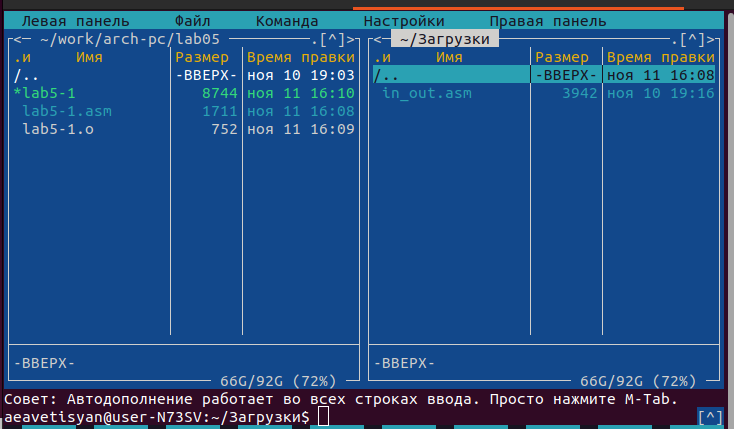 Левая панель Файл Команда Настройки Правая панель
<─ ~/work/arch-pc/lab05 ─.[^]> <─ ~/Загрузки ─.[^]>
.и Имя Размер Время правки .и Имя Размер Время правки
/.. -ВВЕРХ- ноя 10 19:03 /.. -ВВЕРХ- ноя 11 16:08
*lab5-1 8744 ноя 11 16:10 in_out.asm 3942 ноя 10 19:16
lab5-1.asm 1711 ноя 11 16:08
lab5-1.o 752 ноя 11 16:09
-ВВЕРХ- -ВВЕРХ-
66G/92G (72%) 66G/92G (72%)
Совет: Автодополнение работает во всех строках ввода. Просто нажмите M-Tab.
aeavetisyan@user-N73SV:~/Загрузки$ [^]